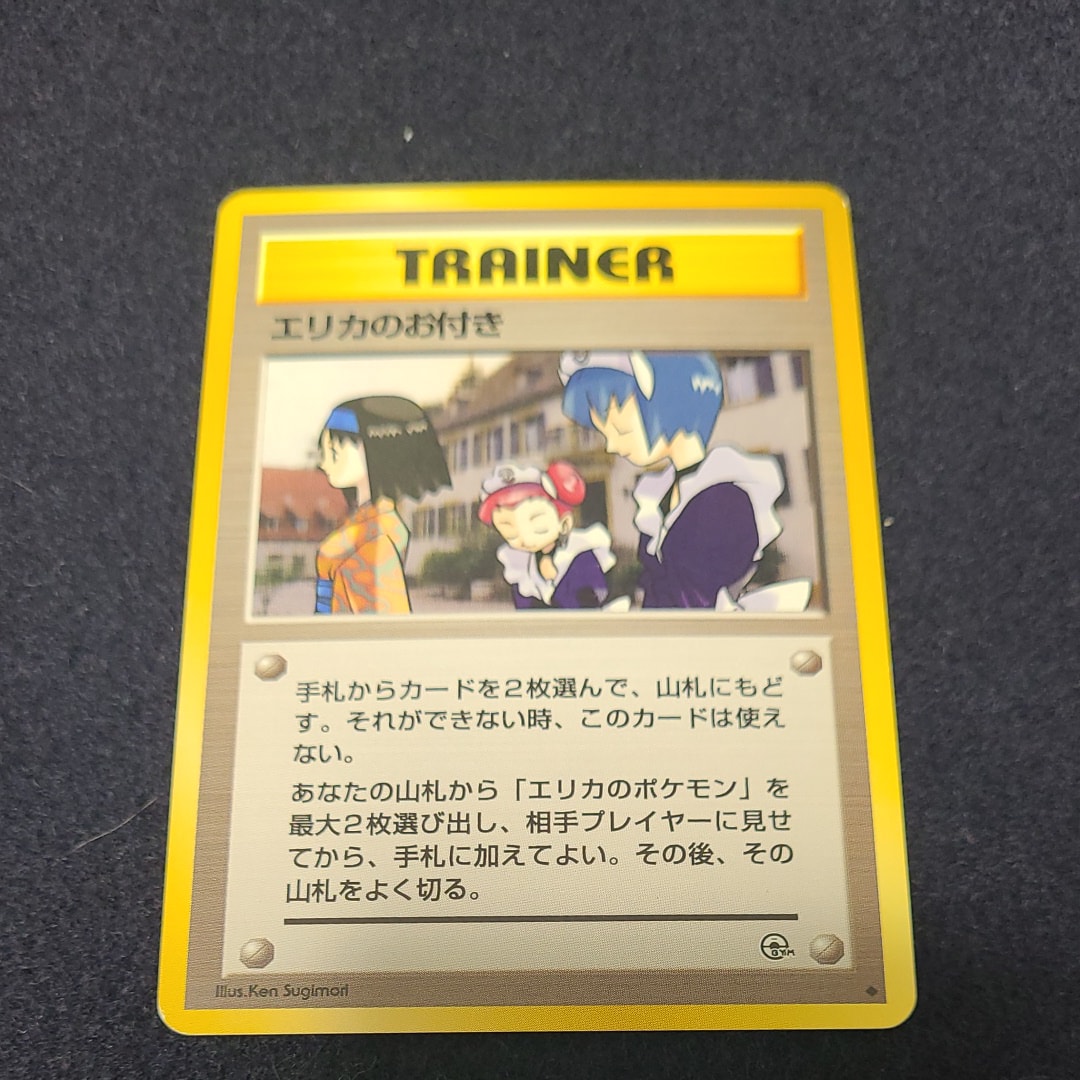 TRAINER
エリカのお付き
手札からカードを2枚選んで、山札にもど
す。それができない時、このカードは使え
ない。
あなたの山札から「エリカのポケモン」を
最大2枚選び出し、相手プレイヤーに見せ
てから、手札に加えてよい。その後、その
山札をよく切る。
GYM
Illus.Ken Sugimori